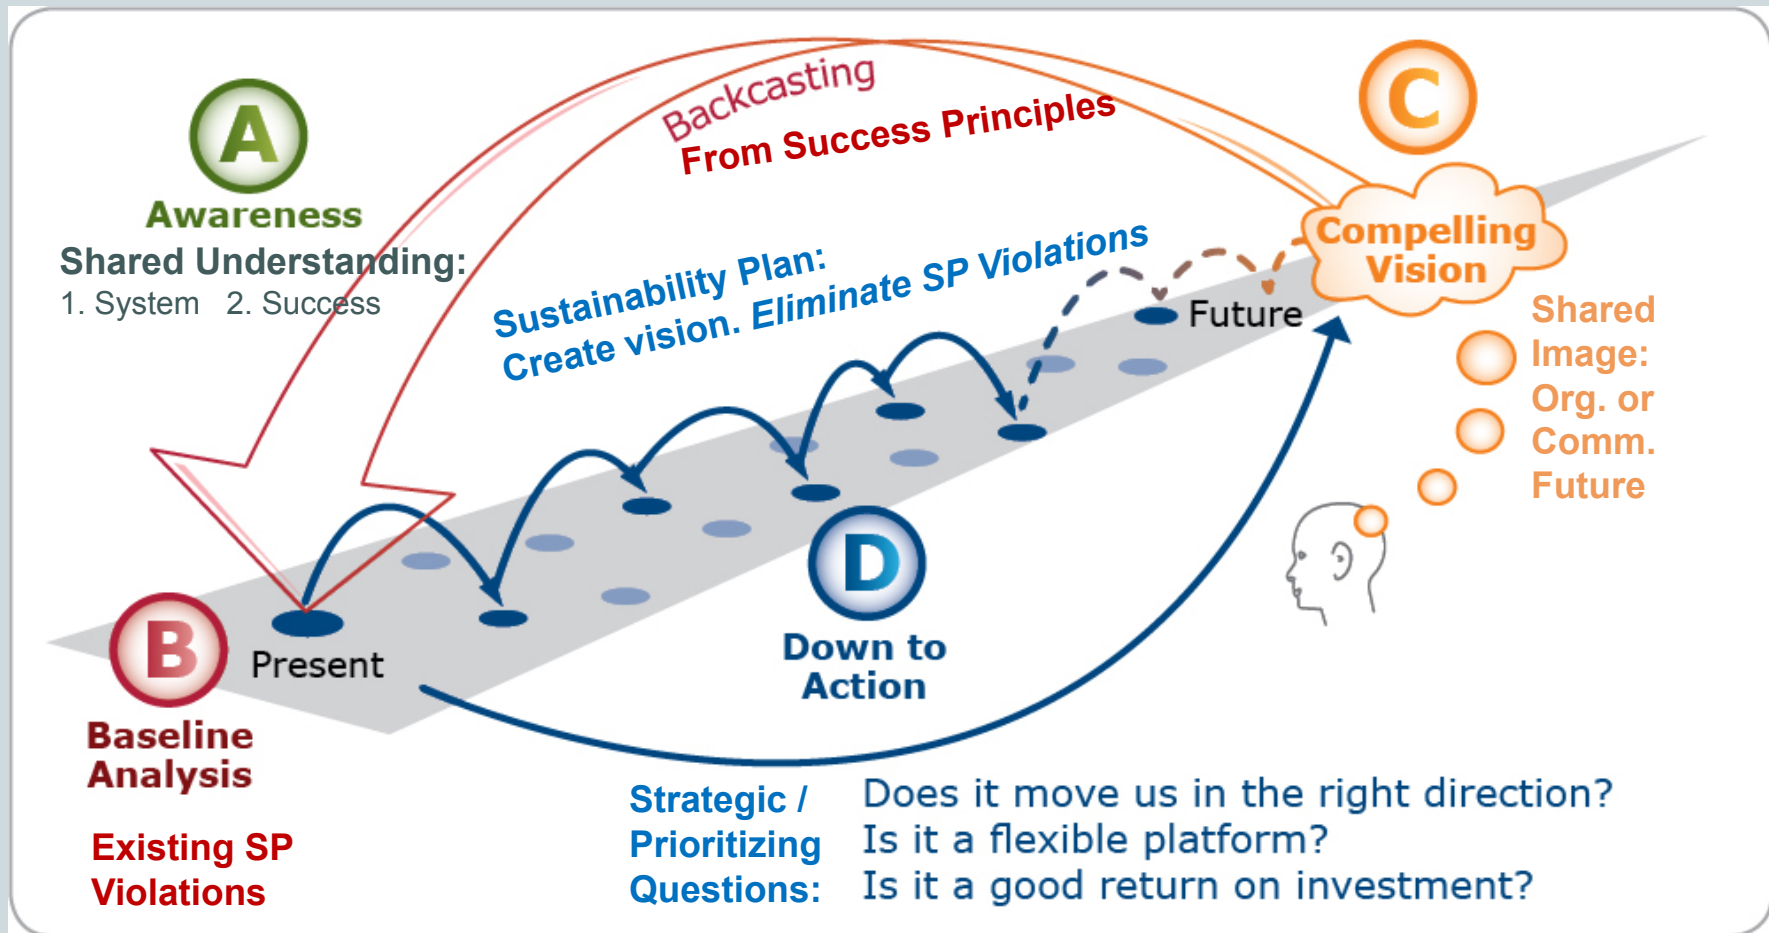 A
Awareness
Shared Understanding:
1. System   2. Success
Backcasting
From Success Principles
C
Compelling
Vision
Shared
Image:
Org. or
Comm.
Future
Sustainability Plan:
Create vision. Eliminate SP Violations
Future
D
Down to
Action
B
Present
Baseline
Analysis
Existing SP
Violations
Strategic /
Prioritizing
Questions:
Does it move us in the right direction?
Is it a flexible platform?
Is it a good return on investment?